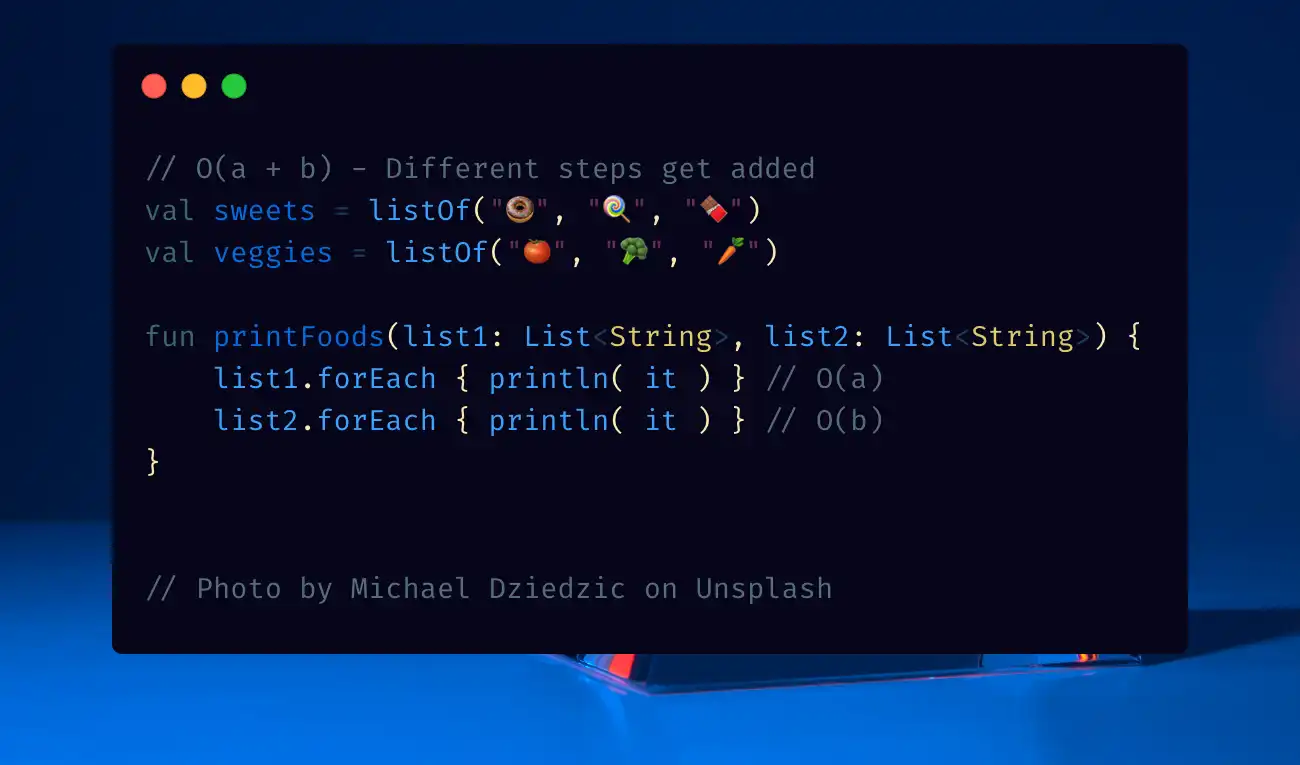 // O(a + b) - Different steps get added
val sweets = listOf("🍩", "🍭", "🍫")
val veggies = listOf("🍅", "🥦", "🥕")
fun printFoods(list1: List<String>, list2: List<String>) {
    list1.forEach { println( it ) } // O(a)
    list2.forEach { println( it ) } // O(b)
}
// Photo by Michael Dziedzic on Unsplash